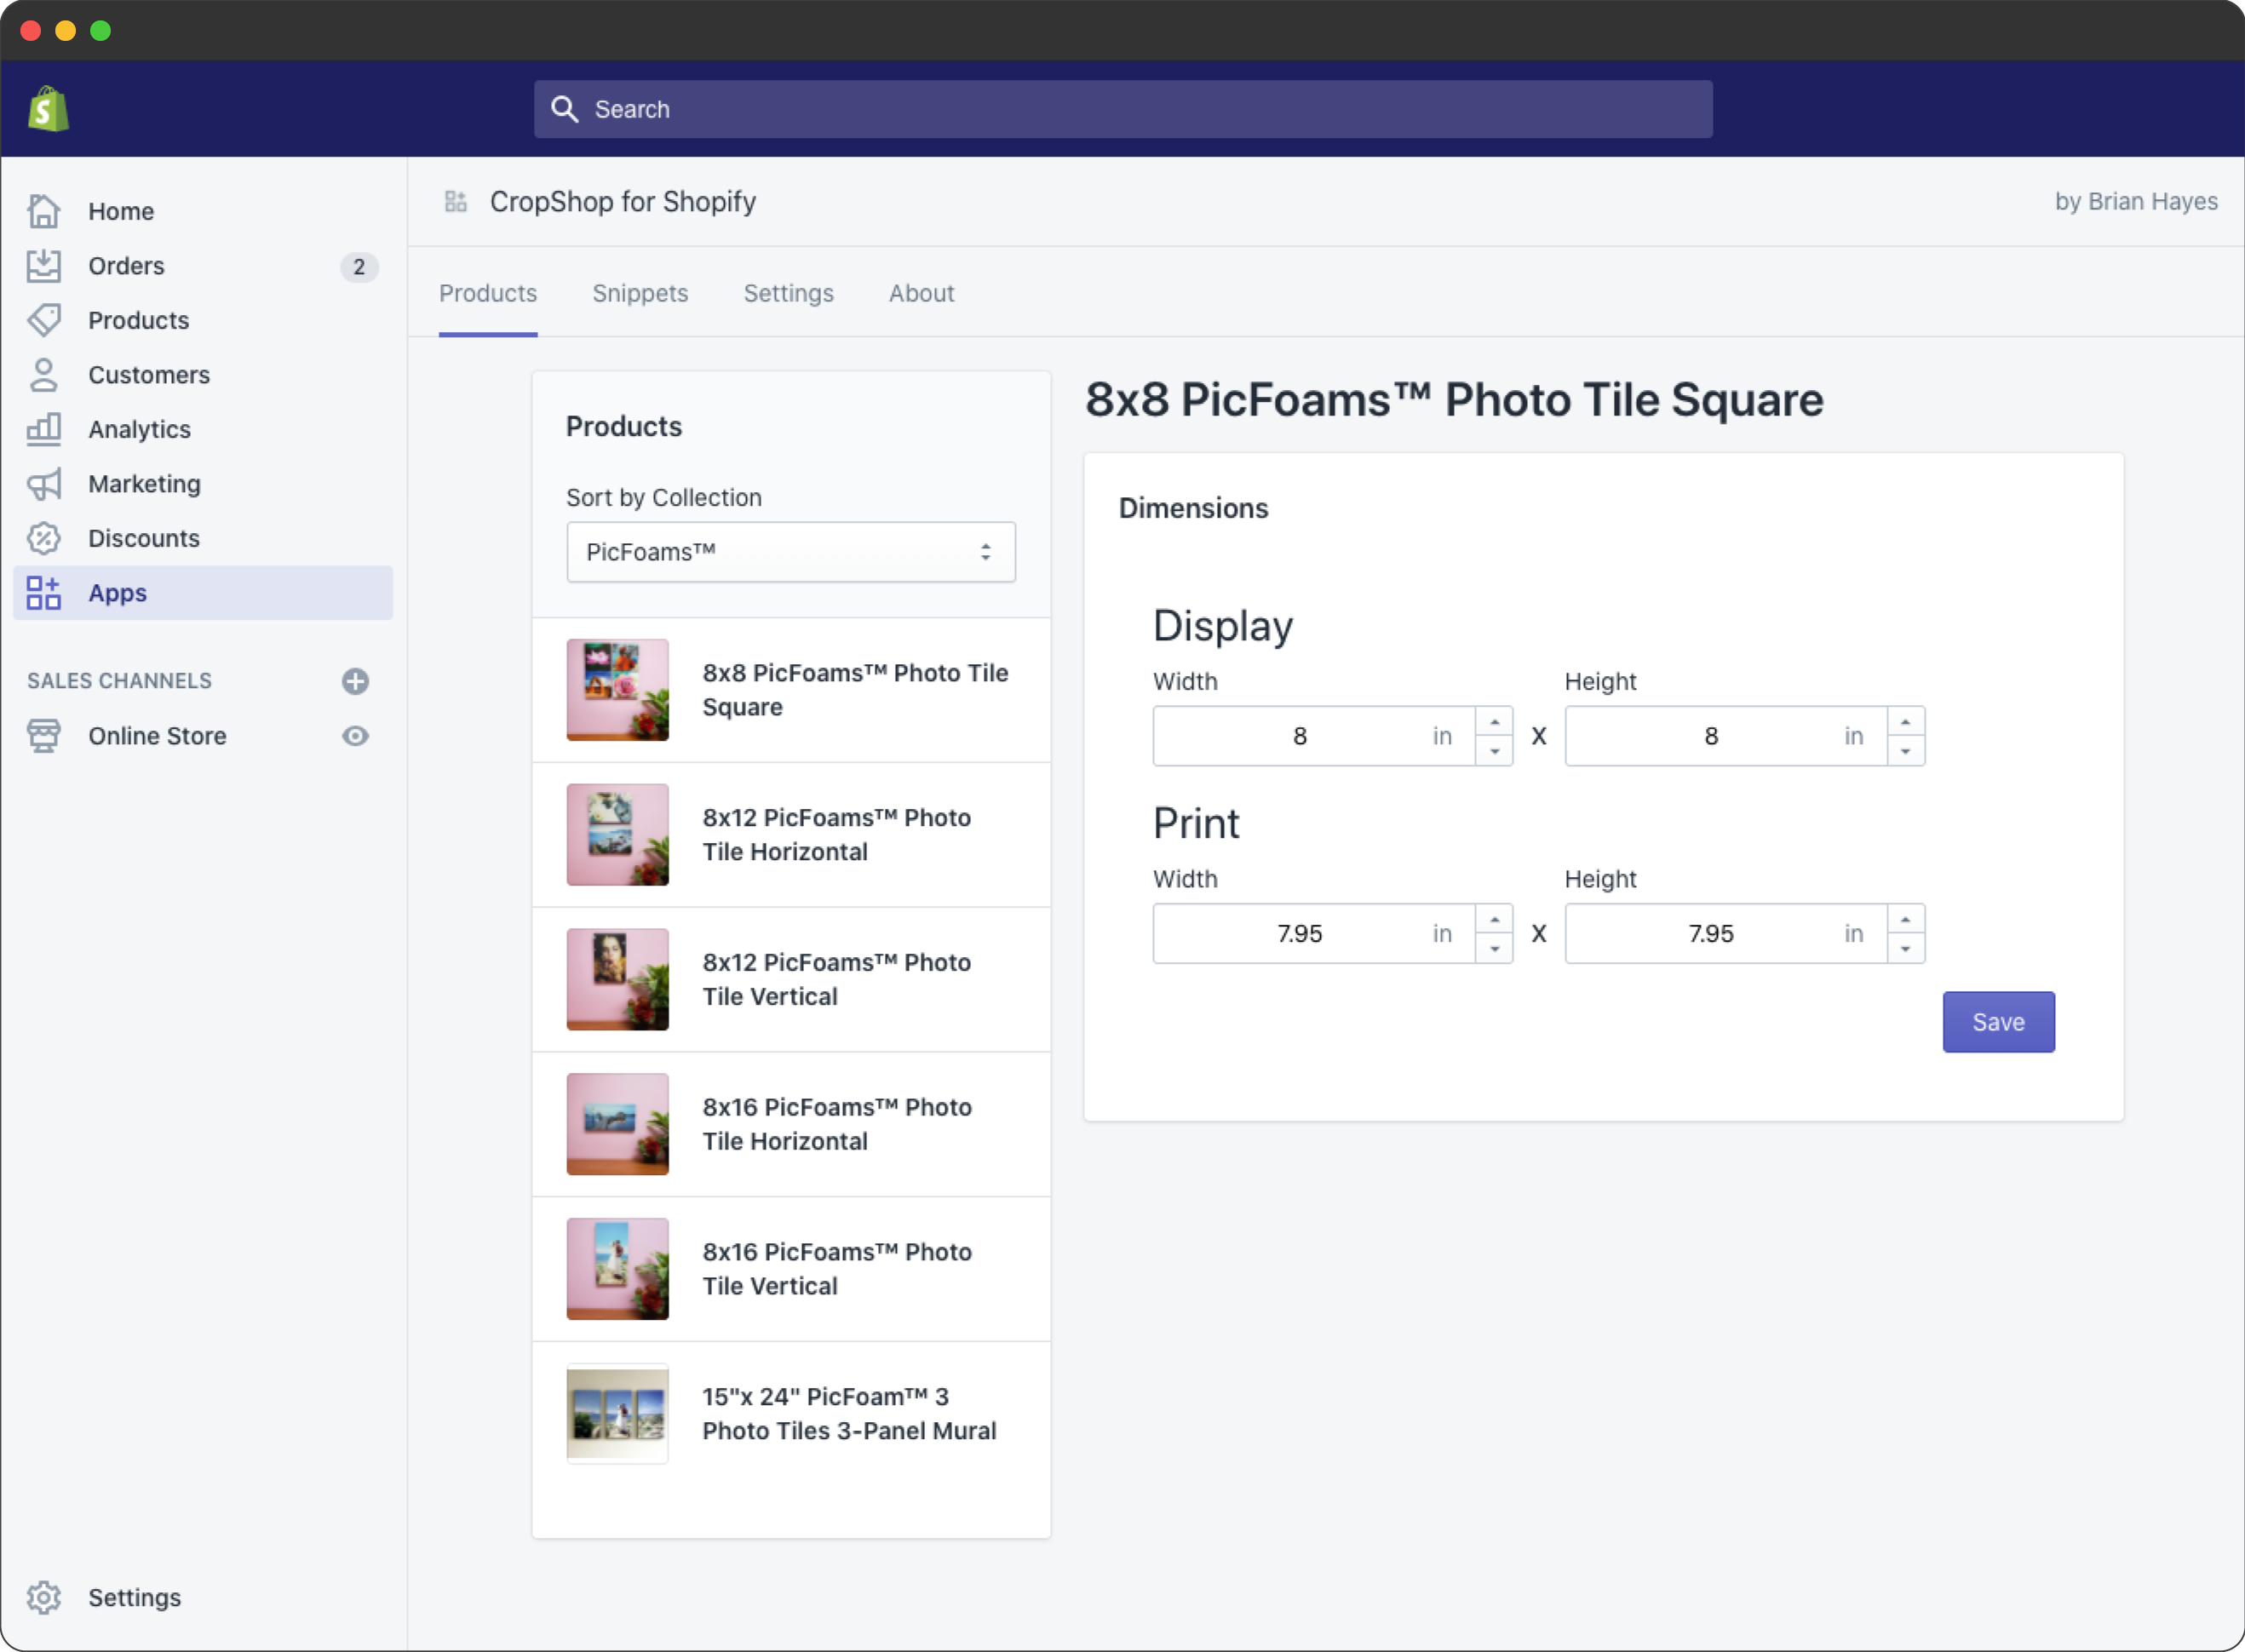 Search
Home
Orders 2
Products
Customers
Analytics
Marketing
Discounts
Apps
SALES CHANNELS
Online Store
Settings
CropShop for Shopify
by Brian Hayes
Products Snippets Settings About
Products
Sort by Collection
PicFoams™
8x8 PicFoams™ Photo Tile
Square
8x12 PicFoams™ Photo
Tile Horizontal
8x12 PicFoams™ Photo
Tile Vertical
8x16 PicFoams™ Photo
Tile Horizontal
8x16 PicFoams™ Photo
Tile Vertical
15"x 24" PicFoam™ 3
Photo Tiles 3-Panel Mural
8x8 PicFoams™ Photo Tile Square
Dimensions
Display
Width Height
8 in X 8 in
Print
Width Height
7.95 in X 7.95 in
Save